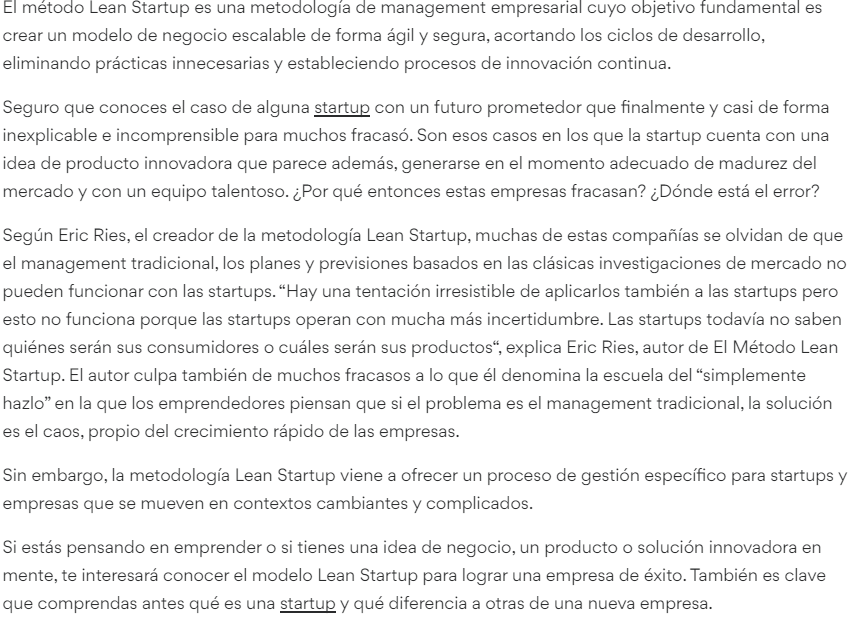 El método Lean Startup es una metodología de management empresarial cuyo objetivo fundamental es
crear un modelo de negocio escalable de forma ágil y segura, acortando los ciclos de desarrollo,
eliminando prácticas innecesarias y estableciendo procesos de innovación continua.
Seguro que conoces el caso de alguna startup con un futuro prometedor que finalmente y casi de forma
inexplicable e incomprensible para muchos fracasó. Son esos casos en los que la startup cuenta con una
idea de producto innovadora que parece además, generarse en el momento adecuado de madurez del
mercado y con un equipo talentoso. ¿Por qué entonces estas empresas fracasan? ¿Dónde está el error?
Según Eric Ries, el creador de la metodología Lean Startup, muchas de estas compañías se olvidan de que
el management tradicional, los planes y previsiones basados en las clásicas investigaciones de mercado no
pueden funcionar con las startups. “Hay una tentación irresistible de aplicarlos también a las startups pero
esto no funciona porque las startups operan con mucha más incertidumbre. Las startups todavía no saben
quiénes serán sus consumidores o cuáles serán sus productos“, explica Eric Ries, autor de El Método Lean
Startup. El autor culpa también de muchos fracasos a lo que él denomina la escuela del “simplemente
hazlo” en la que los emprendedores piensan que si el problema es el management tradicional, la solución
es el caos, propio del crecimiento rápido de las empresas.
Sin embargo, la metodología Lean Startup viene a ofrecer un proceso de gestión específico para startups y
empresas que se mueven en contextos cambiantes y complicados.
Si estás pensando en emprender o si tienes una idea de negocio, un producto o solución innovadora en
mente, te interesará conocer el modelo Lean Startup para lograr una empresa de éxito. También es clave
que comprendas antes qué es una startup y qué diferencia a otras de una nueva empresa.